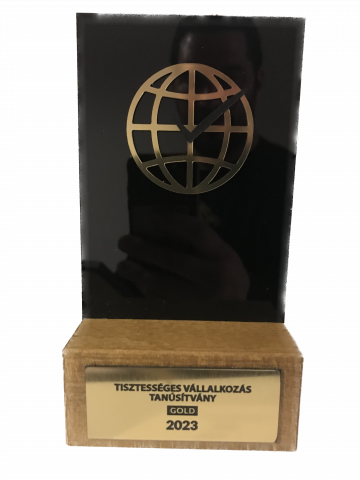 TISZTESSÉGES VÁLLALKOZÁS
TANÚSÍTVÁNY
GOLD
2023